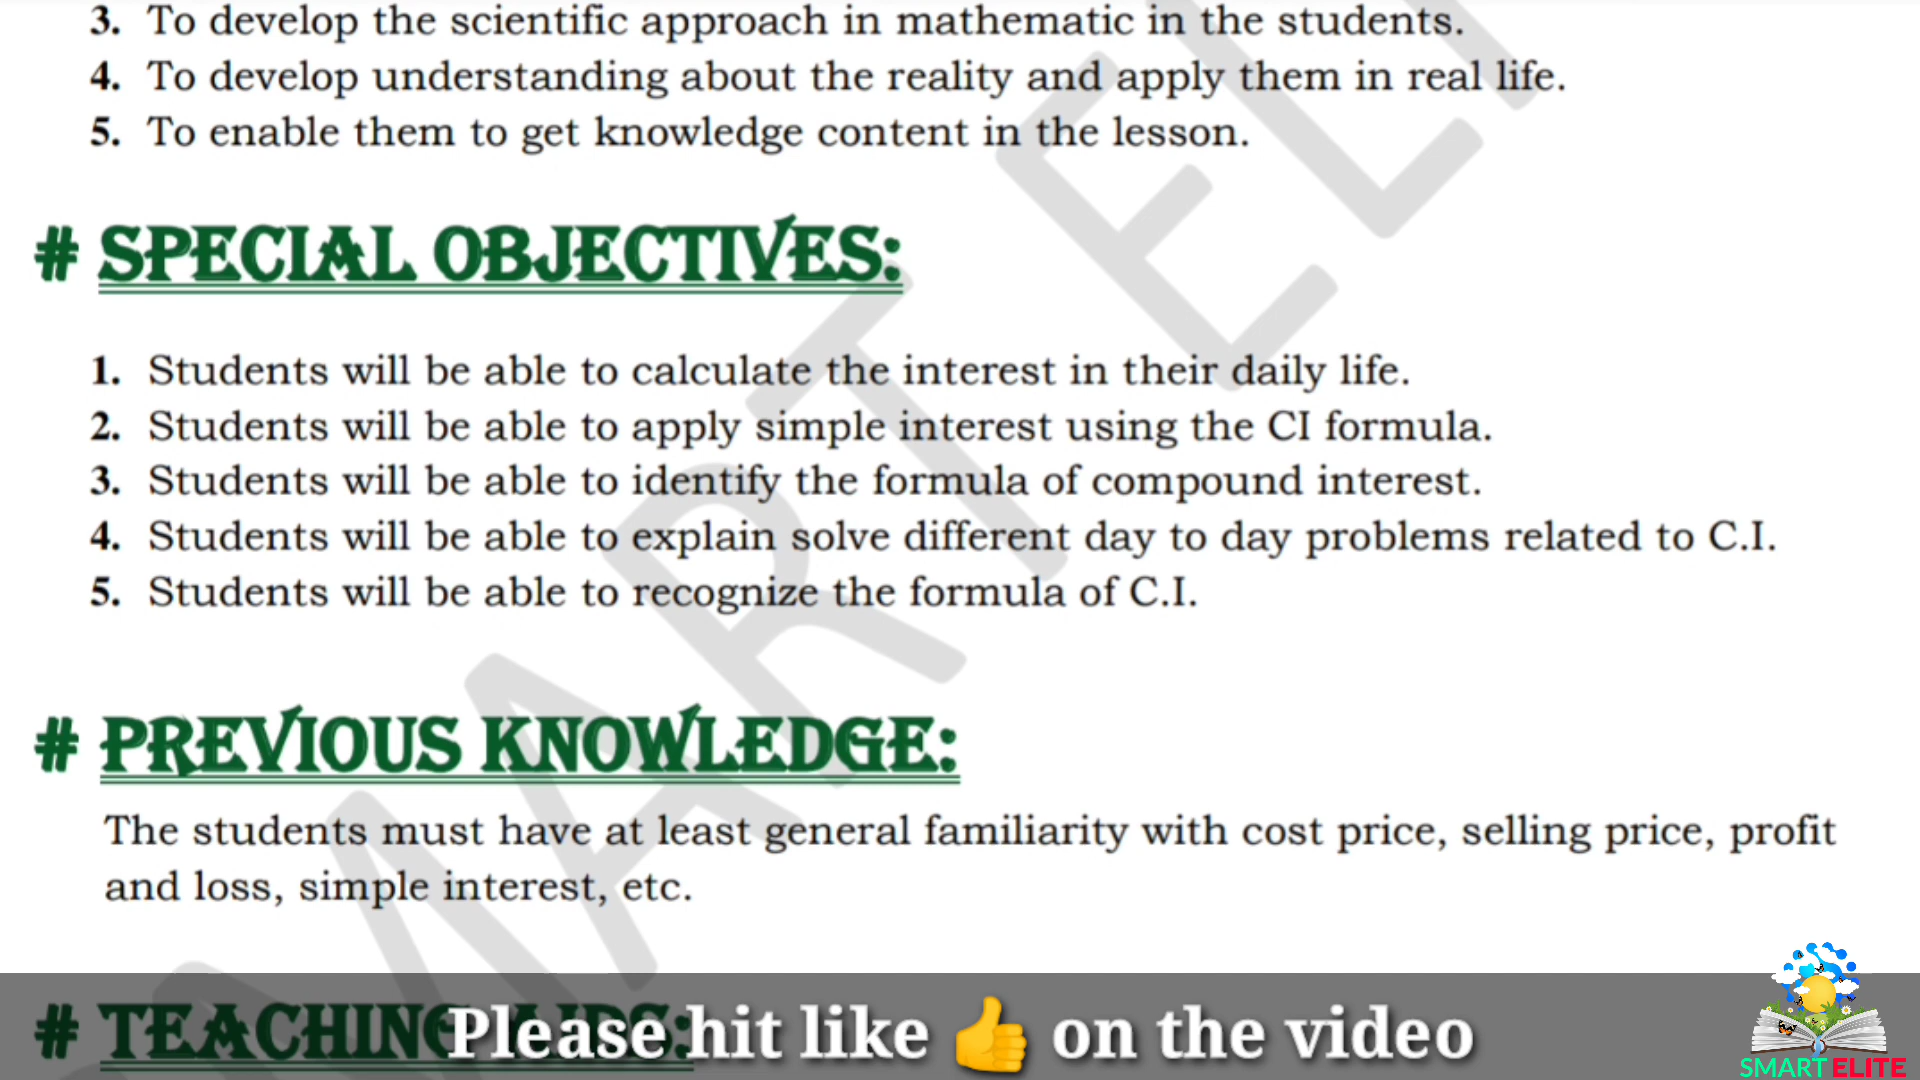 3. To develop the scientific approach in mathematic in the students.
4. To develop understanding about the reality and apply them in real life.
5. To enable them to get knowledge content in the lesson.
# SPECIAL OBJECTIVES:
1. Students will be able to calculate the interest in their daily life.
2. Students will be able to apply simple interest using the CI formula.
3. Students will be able to identify the formula of compound interest.
4. Students will be able to explain solve different day to day problems related to C.I.
5. Students will be able to recognize the formula of C.I.
# PREVIOUS KNOWLEDGE:
The students must have at least general familiarity with cost price, selling price, profit
and loss, simple interest, etc.
# TEACHING AIDS:
Please hit like 👍 on the video
SMART ELITE